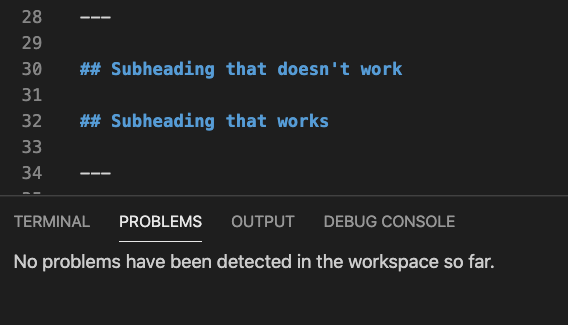 28 ---
29
30 ## Subheading that doesn't work
31
32 ## Subheading that works
33
34 ---
TERMINAL PROBLEMS OUTPUT DEBUG CONSOLE
No problems have been detected in the workspace so far.